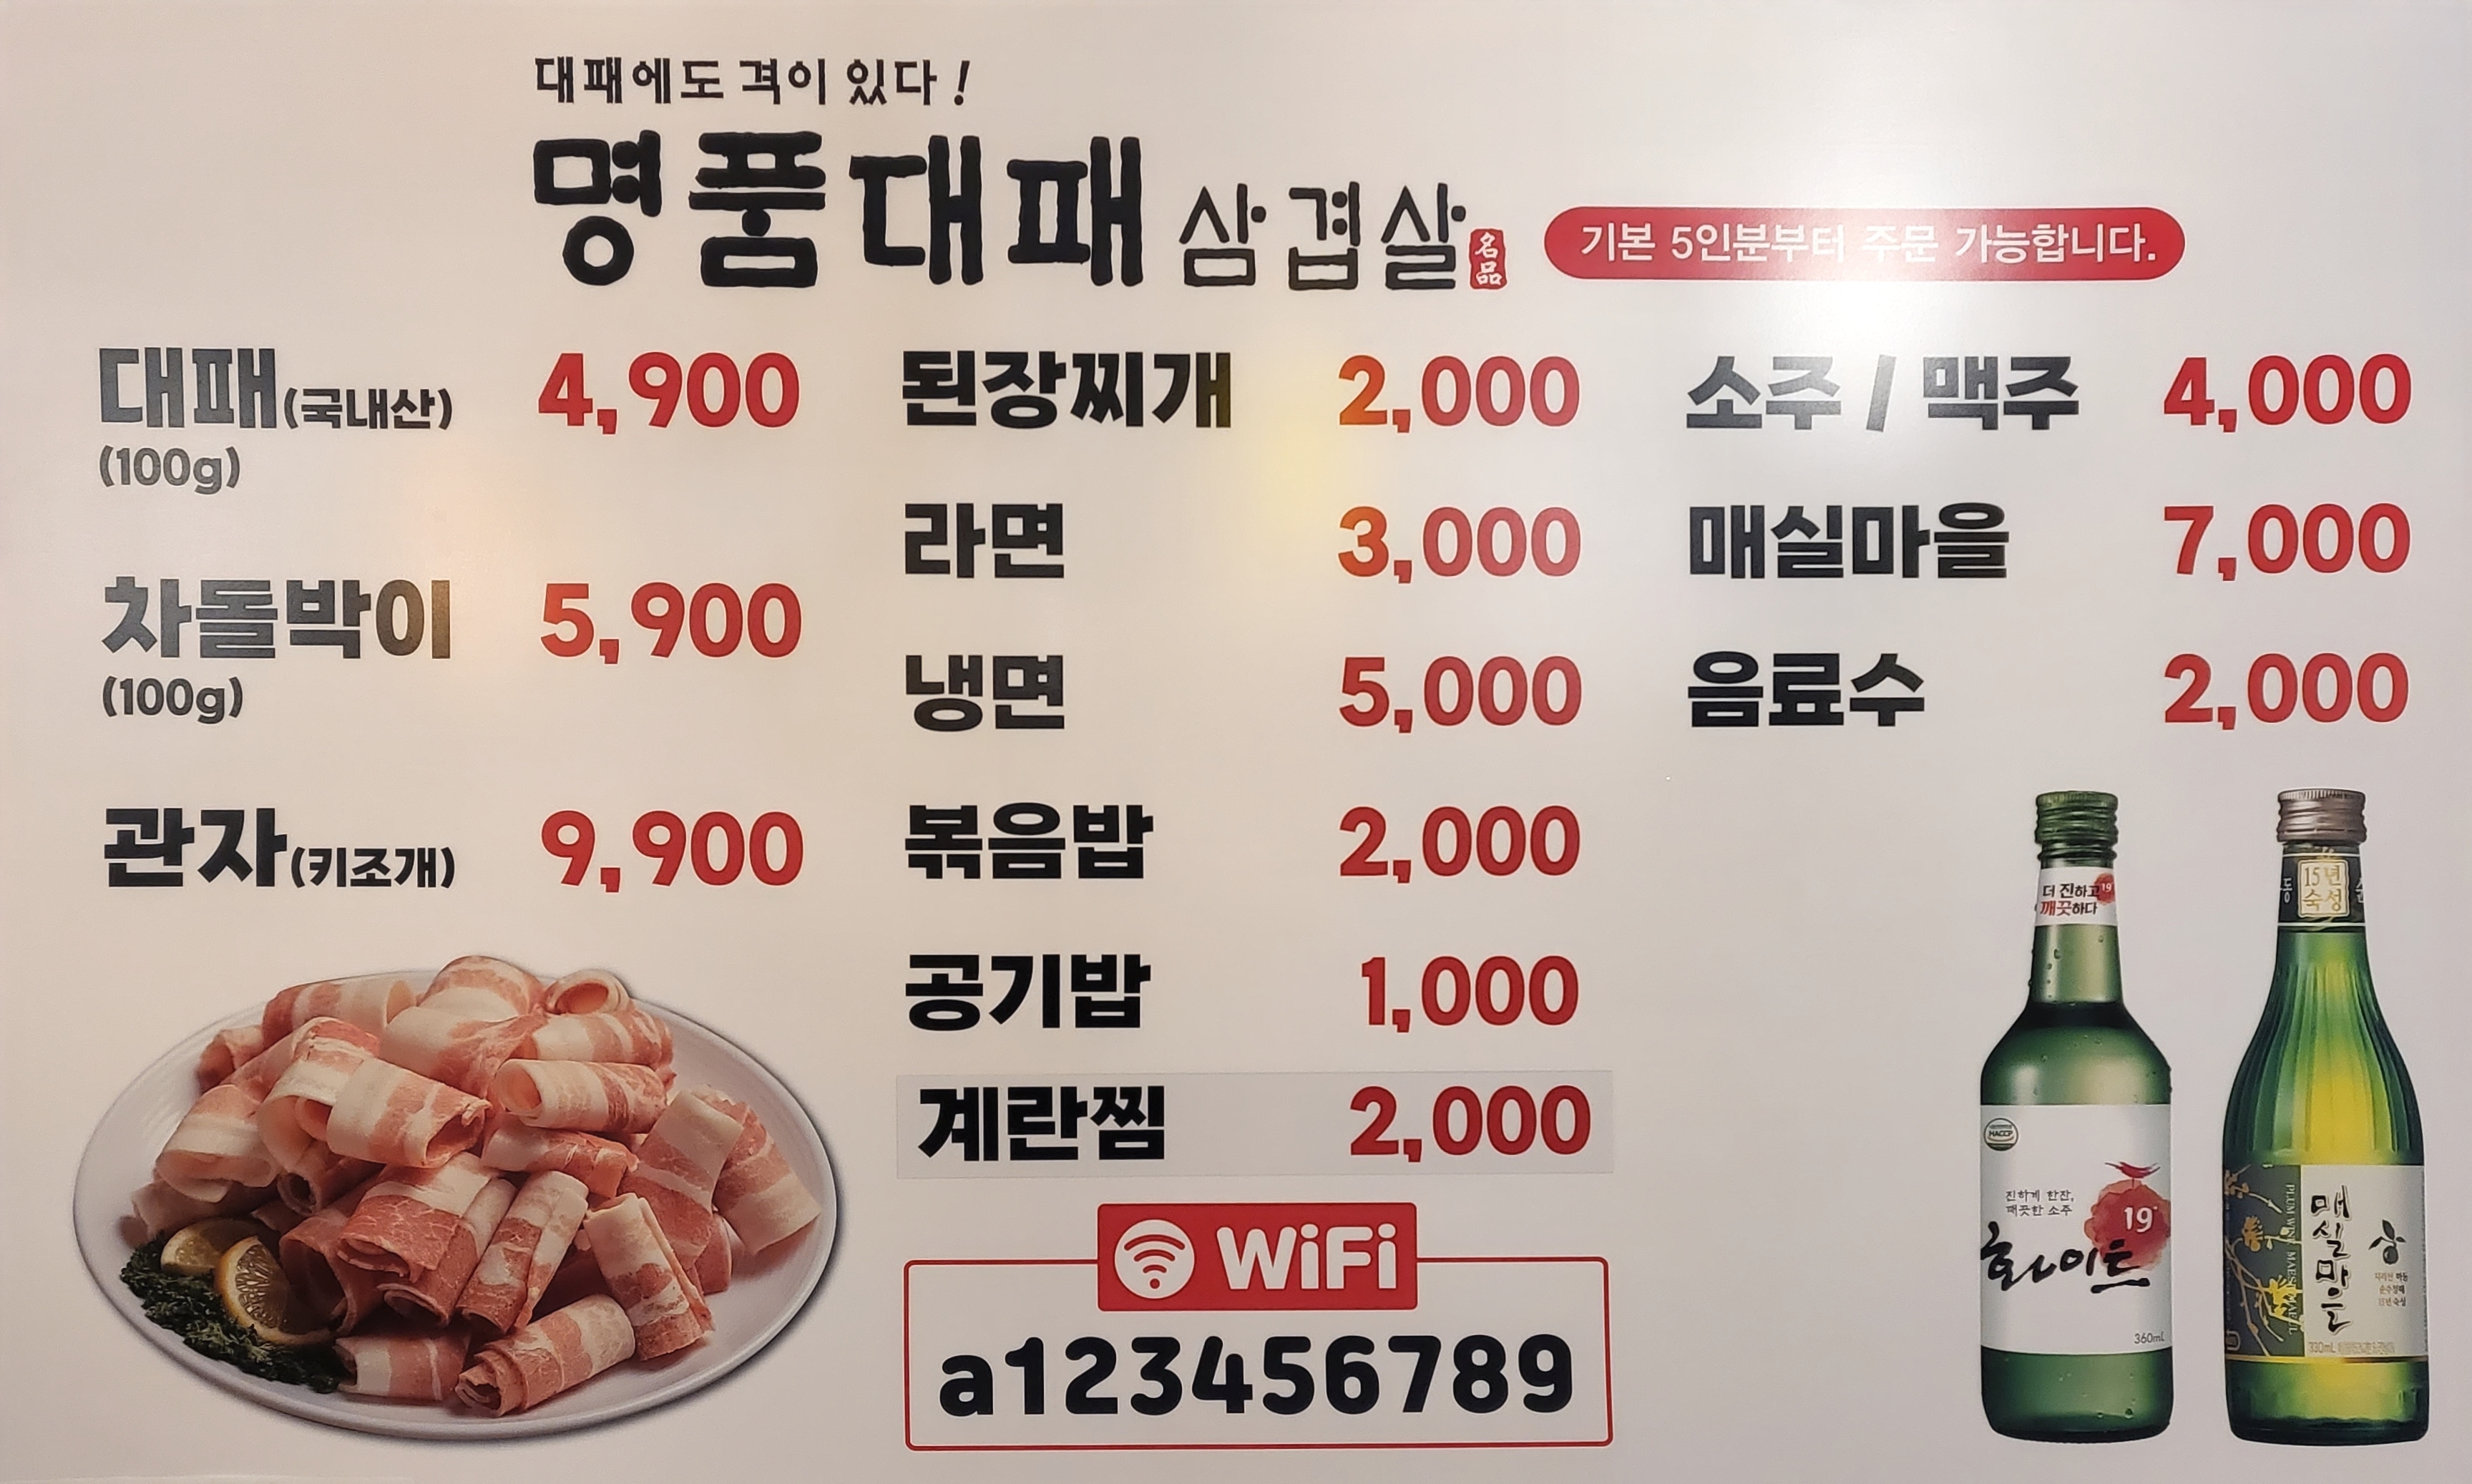 대패에도 격이 있다!
명품대패 삼겹살 名品
기본 5인분부터 주문 가능합니다.
대패(국내산) 4,900
(100g)
차돌박이 5,900
(100g)
관자(키조개) 9,900
된장찌개 2,000
라면 3,000
냉면 5,000
볶음밥 2,000
공기밥 1,000
계란찜 2,000
WiFi
a123456789
소주 / 맥주 4,000
매실마을 7,000
음료수 2,000
더 진하고
깨끗하다
19
HACCP
진하게 한잔,
깨끗한 소주
19
화이트
360mL
15년
숙성
매실마을
PLUM WINE MAESILMAEUL
330mL